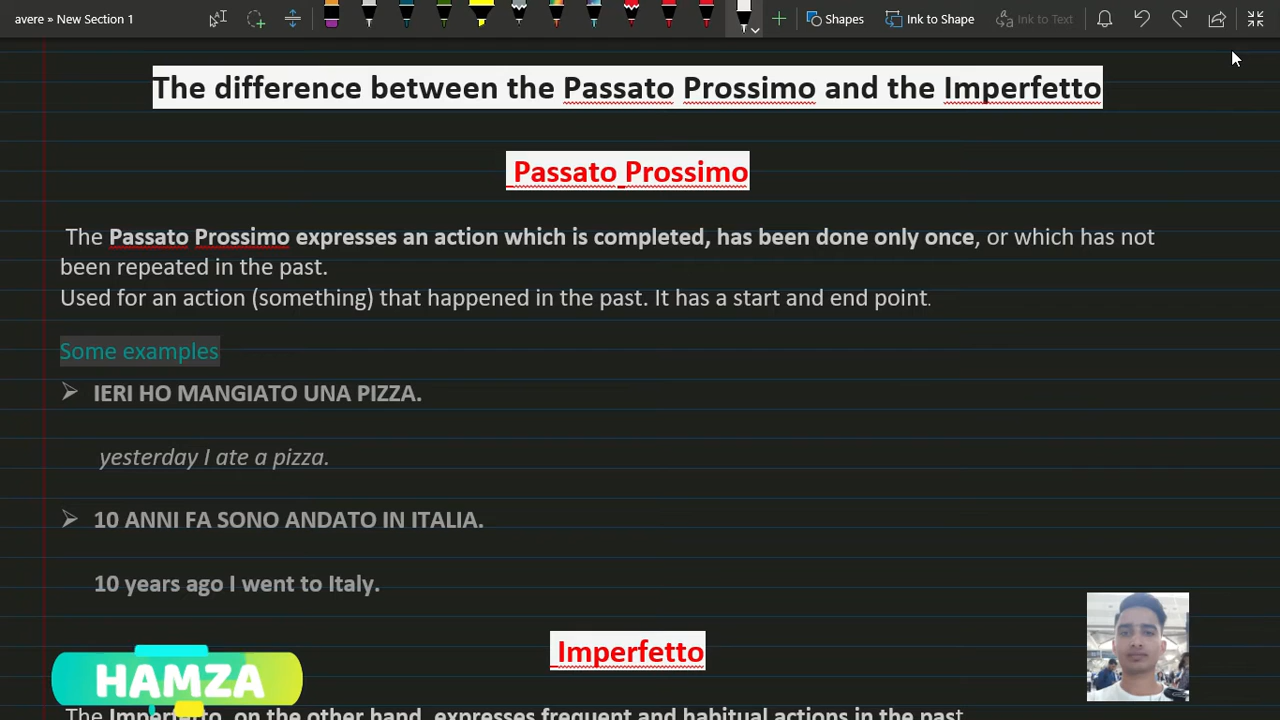 avere » New Section 1
Shapes
Ink to Shape
Ink to Text
The difference between the Passato Prossimo and the Imperfetto
Passato Prossimo
The Passato Prossimo expresses an action which is completed, has been done only once, or which has not
been repeated in the past.
Used for an action (something) that happened in the past. It has a start and end point.
Some examples
IERI HO MANGIATO UNA PIZZA.
yesterday I ate a pizza.
10 ANNI FA SONO ANDATO IN ITALIA.
10 years ago I went to Italy.
Imperfetto
HAMZA
The Imperfetto, on the other hand, expresses frequent and habitual actions in the past